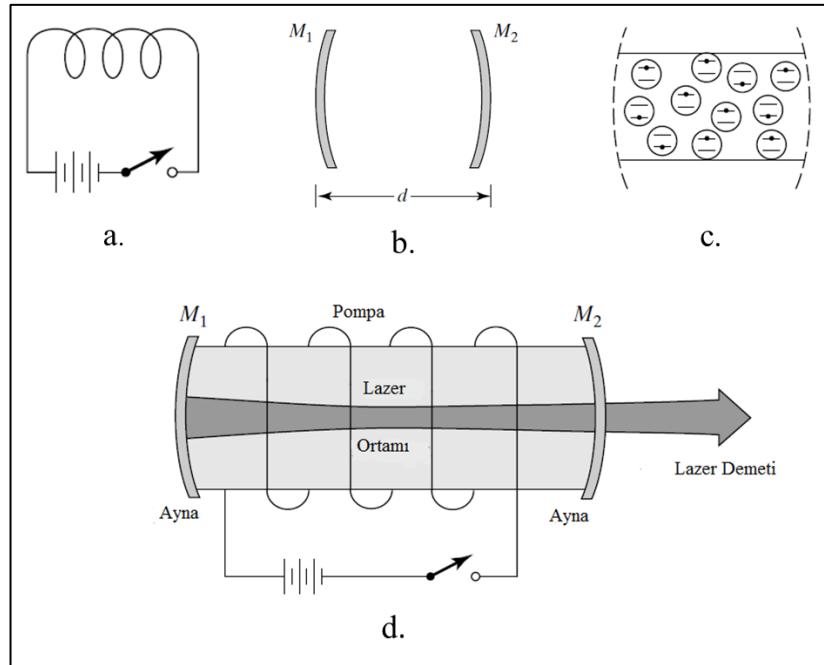 M₁
M₂
d
a.
b.
c.
M₁
Pompa
M₂
Lazer
Ortamı
Lazer Demeti
Ayna
Ayna
d.